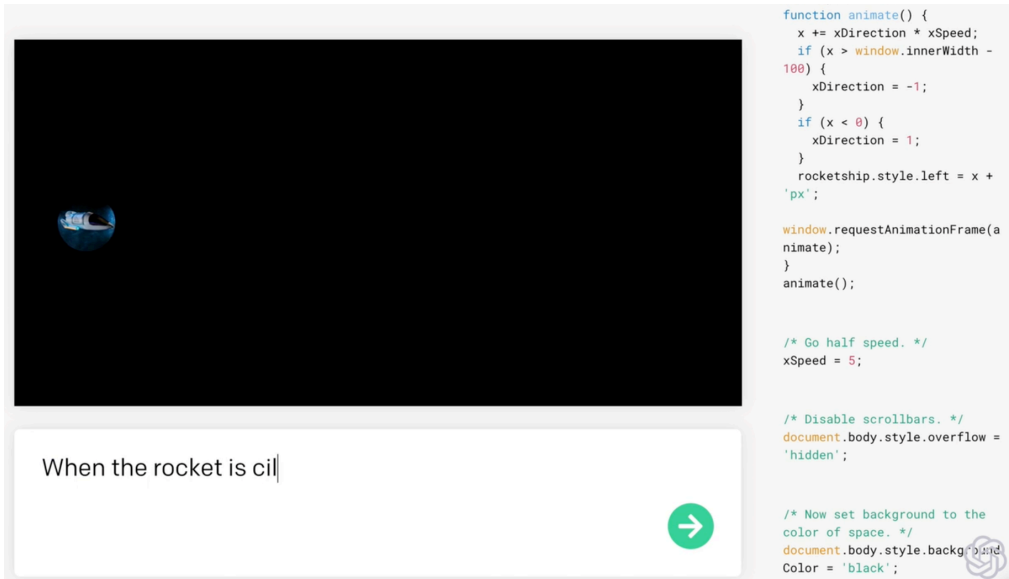 function animate() {
x += xDirection * xSpeed;
if (x > window.innerWidth -
100) {
xDirection = -1;
}
if (x < 0) {
xDirection = 1;
}
rocketship.style.left = x +
'px';
window.requestAnimationFrame(a
nimate);
}
animate();
/* Go half speed. */
xSpeed = 5;
/* Disable scrollbars. */
document.body.style.overflow =
'hidden';
/* Now set background to the
color of space. */
document.body.style.background
Color = 'black';
When the rocket is cil